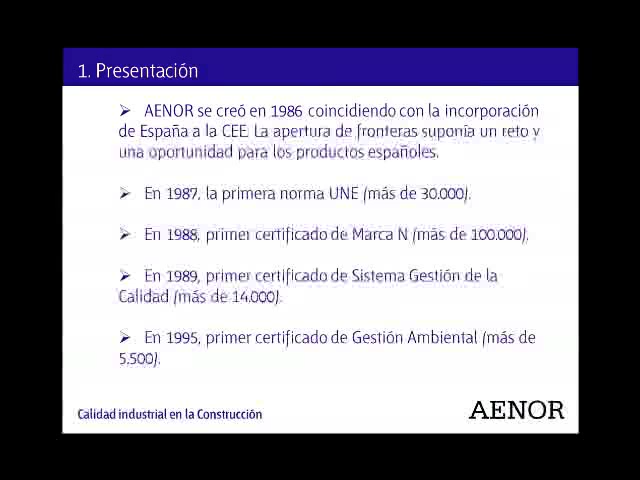 1. Presentación
➢ AENOR se creó en 1986 coincidiendo con la incorporación
de España a la CEE. La apertura de fronteras suponía un reto y
una oportunidad para los productos españoles.
➢ En 1987, la primera norma UNE (más de 30.000).
➢ En 1988, primer certificado de Marca N (más de 100.000).
➢ En 1989, primer certificado de Sistema Gestión de la
Calidad (más de 14.000).
➢ En 1995, primer certificado de Gestión Ambiental (más de
5.500).
Calidad industrial en la Construcción
AENOR